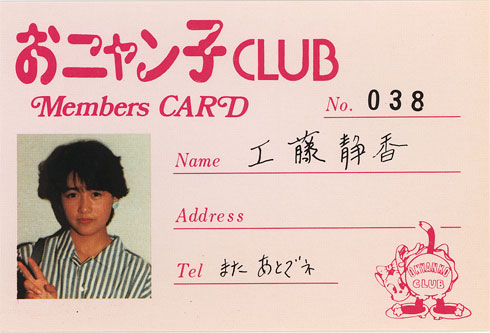 おニャン子CLUB
Members CARD
No. 038
Name 工藤静香
Address
Tel またあとでネ
ONYANKO
CLUB